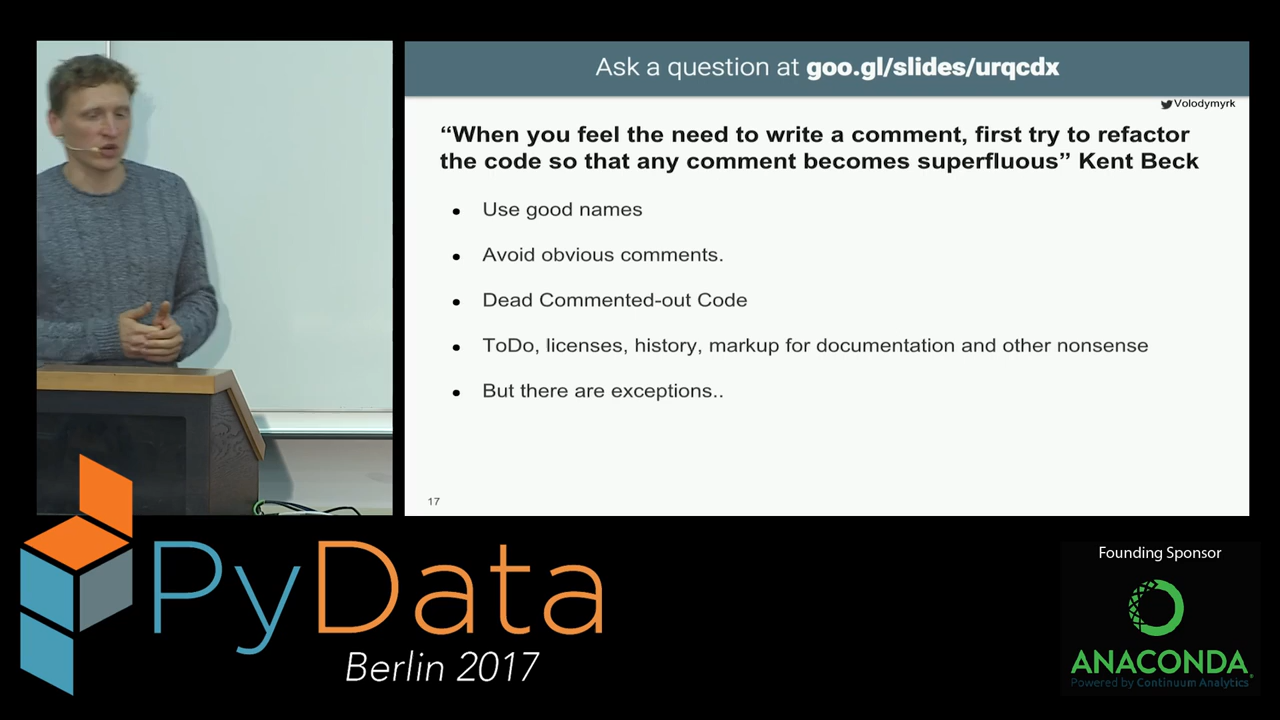 Ask a question at goo.gl/slides/urqcdx
Volodymyrk
“When you feel the need to write a comment, first try to refactor
the code so that any comment becomes superfluous” Kent Beck
● Use good names
● Avoid obvious comments.
● Dead Commented-out Code
● ToDo, licenses, history, markup for documentation and other nonsense
● But there are exceptions..
17
PyData
Berlin 2017
Founding Sponsor
ANACONDA
Powered by Continuum Analytics